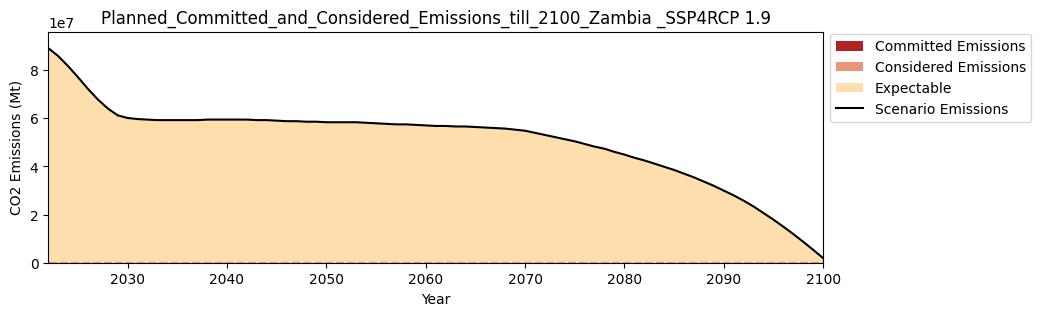 Planned_Committed_and_Considered_Emissions_till_2100_Zambia _SSP4RCP 1.9
1e7
CO2 Emissions (Mt)
8
6
4
2
0
2030 2040 2050 2060 2070 2080 2090 2100
Year
Committed Emissions
Considered Emissions
Expectable
Scenario Emissions